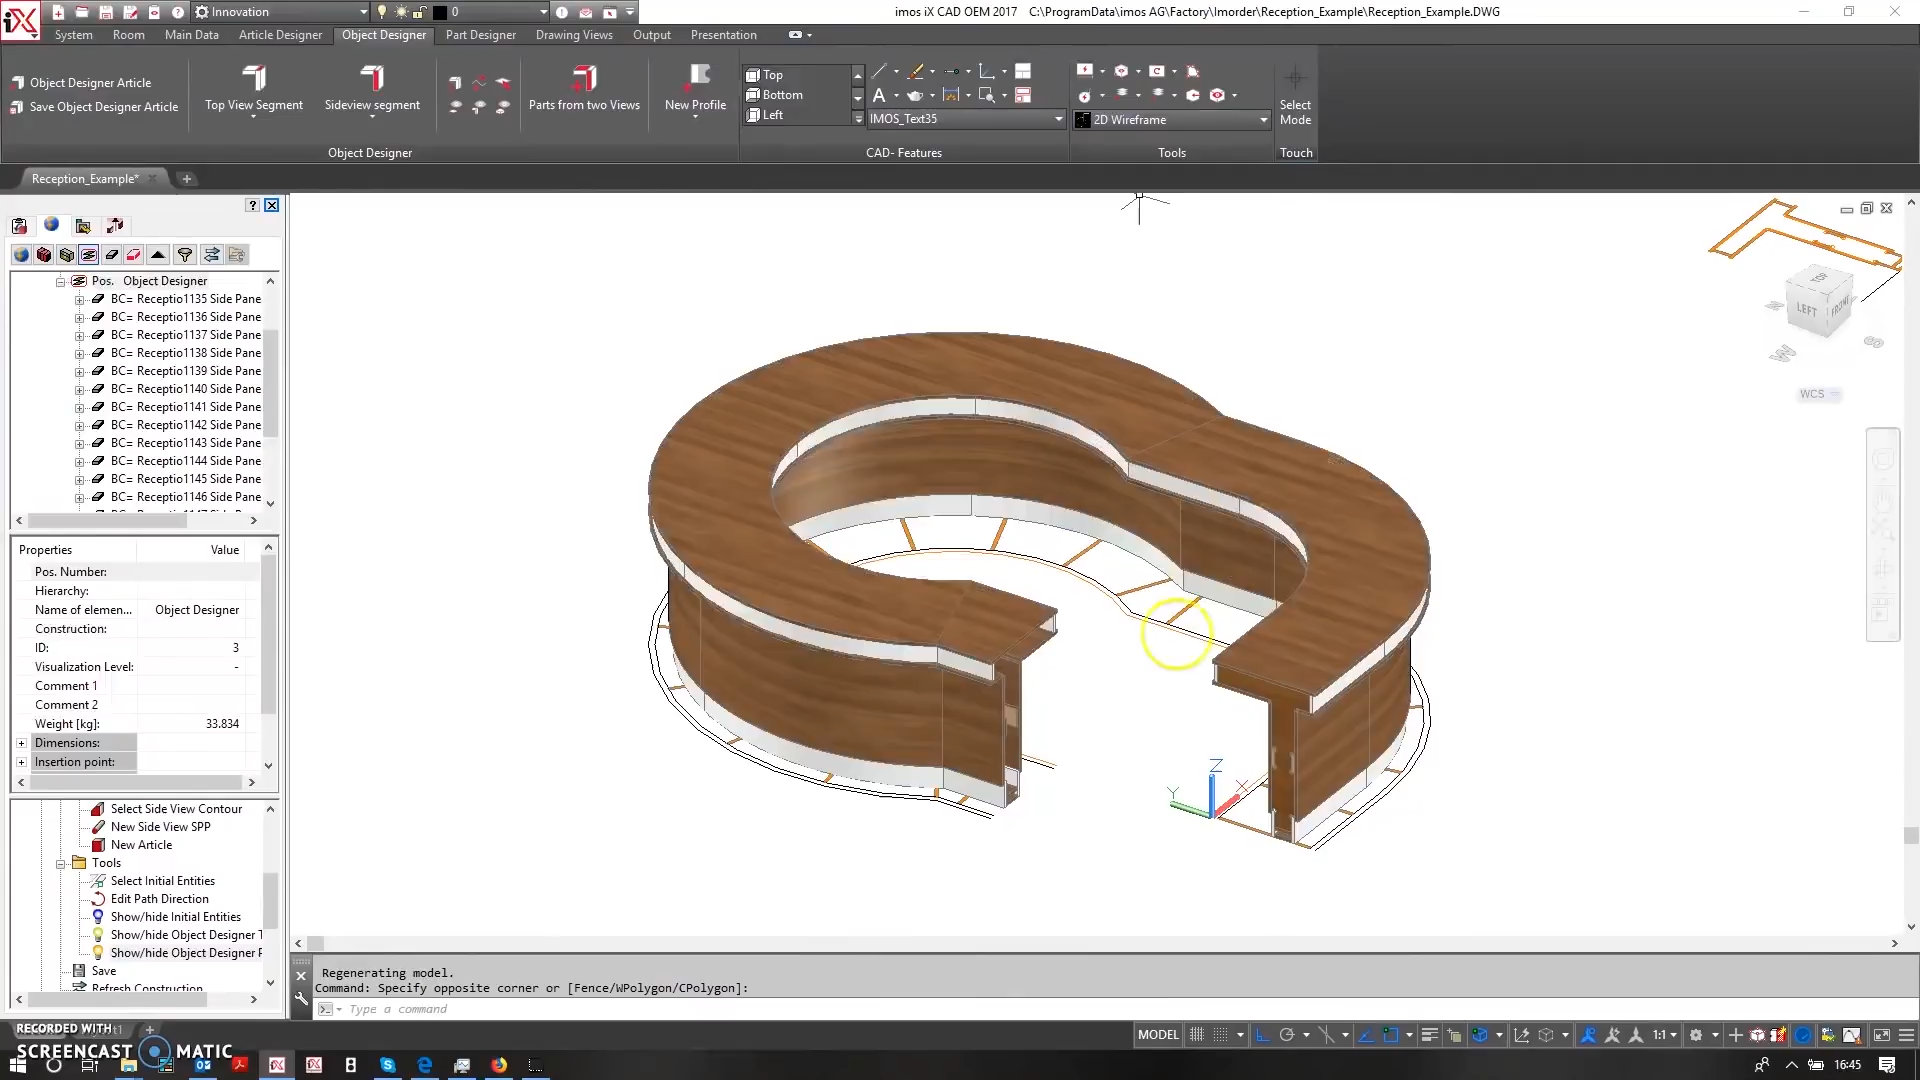 iX
Innovation
0
imos iX CAD OEM 2017 C:\ProgramData\imos AG\Factory\Imorder\Reception_Example\Reception_Example.DWG
System Room Main Data Article Designer Object Designer Part Designer Drawing Views Output Presentation
Object Designer Article
Save Object Designer Article
Top View Segment
Sideview segment
Parts from two Views
New Profile
Top
Bottom
Left
A
IMOS_Text35
2D Wireframe
Select
Mode
Object Designer
CAD- Features
Tools
Touch
Reception_Example*
Pos. Object Designer
BC= Receptio1135 Side Pane
BC= Receptio1136 Side Pane
BC= Receptio1137 Side Pane
BC= Receptio1138 Side Pane
BC= Receptio1139 Side Pane
BC= Receptio1140 Side Pane
BC= Receptio1141 Side Pane
BC= Receptio1142 Side Pane
BC= Receptio1143 Side Pane
BC= Receptio1144 Side Pane
BC= Receptio1145 Side Pane
BC= Receptio1146 Side Pane
Properties Value
Pos. Number:
Hierarchy:
Name of elemen... Object Designer
Construction:
ID: 3
Visualization Level: -
Comment 1
Comment 2
Weight [kg]: 33.834
Dimensions:
Insertion point:
Select Side View Contour
New Side View SPP
New Article
Tools
Select Initial Entities
Edit Path Direction
Show/hide Initial Entities
Show/hide Object Designer T
Show/hide Object Designer F
Save
Refresh Construction
TOP
LEFT
FRONT
N
W
S
WCS
Z
Y
X
Regenerating model.
Command: Specify opposite corner or [Fence/WPolygon/CPolygon]:
Type a command
MODEL
1:1
RECORDED WITH
SCREENCAST MATIC
16:45